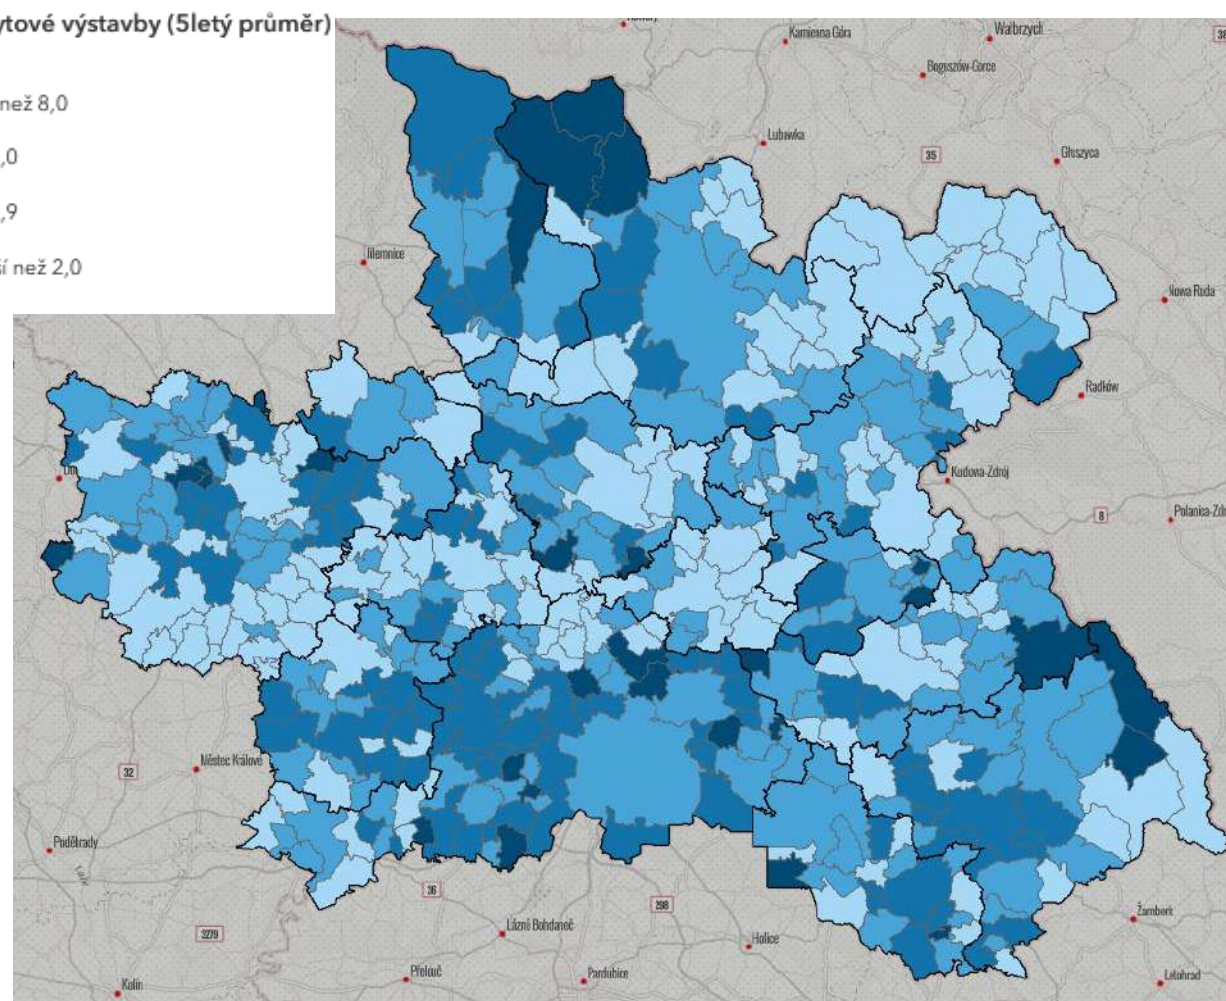 ytové výstavby (5letý průměr)
než 8,0
,0
,9
ší než 2,0
Kamienna Góra
Wałbrzych
38
Boguszów-Gorce
Lubawka
35
Głuszyca
Jilemnice
Nowa Ruda
Radków
Kudowa-Zdrój
8
Polanica-Zdr
Městec Králové
32
Poděbrady
36
298
3279
Lázně Bohdaneč
Holice
Žamberk
Kolín
Přelouč
Pardubice
Letohrad